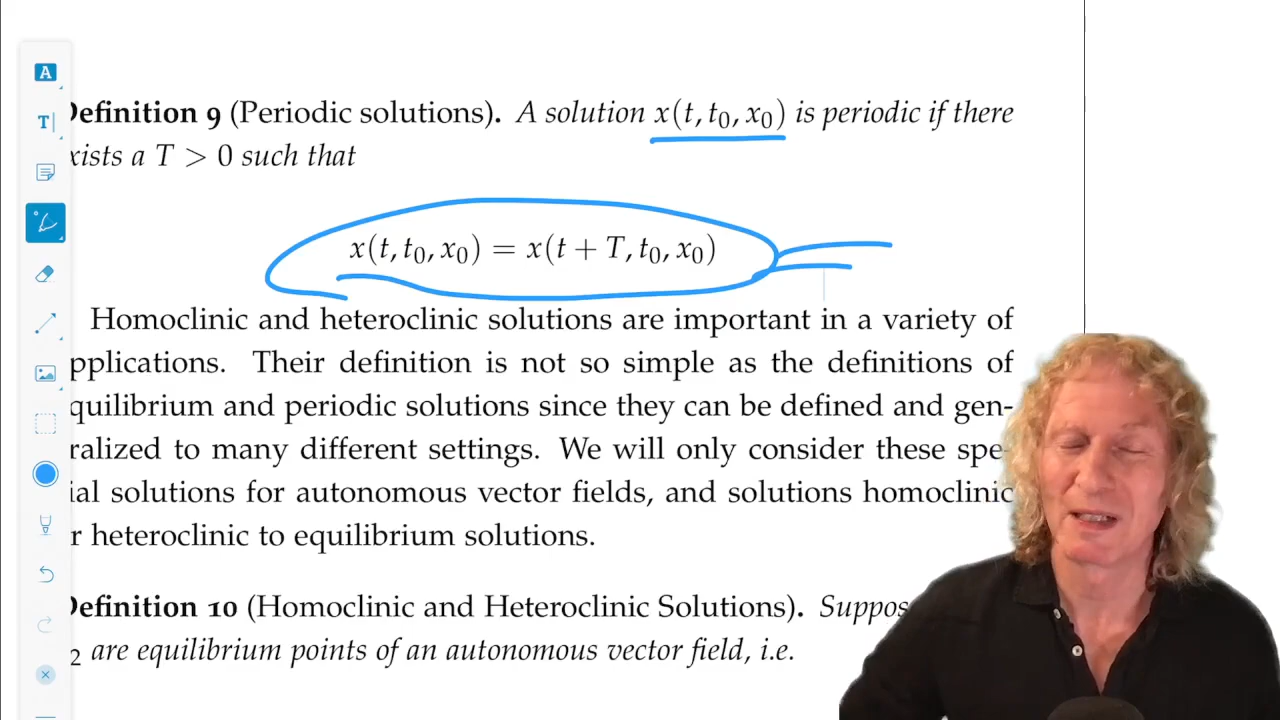 A
T
Definition 9 (Periodic solutions). A solution x(t, t₀, x₀) is periodic if there
xists a T > 0 such that
x(t, t₀, x₀) = x(t + T, t₀, x₀)
Homoclinic and heteroclinic solutions are important in a variety of
pplications. Their definition is not so simple as the definitions of
quilibrium and periodic solutions since they can be defined and gen-
ralized to many different settings. We will only consider these spe-
ial solutions for autonomous vector fields, and solutions homoclinic
r heteroclinic to equilibrium solutions.
Definition 10 (Homoclinic and Heteroclinic Solutions). Suppos
₂ are equilibrium points of an autonomous vector field, i.e.